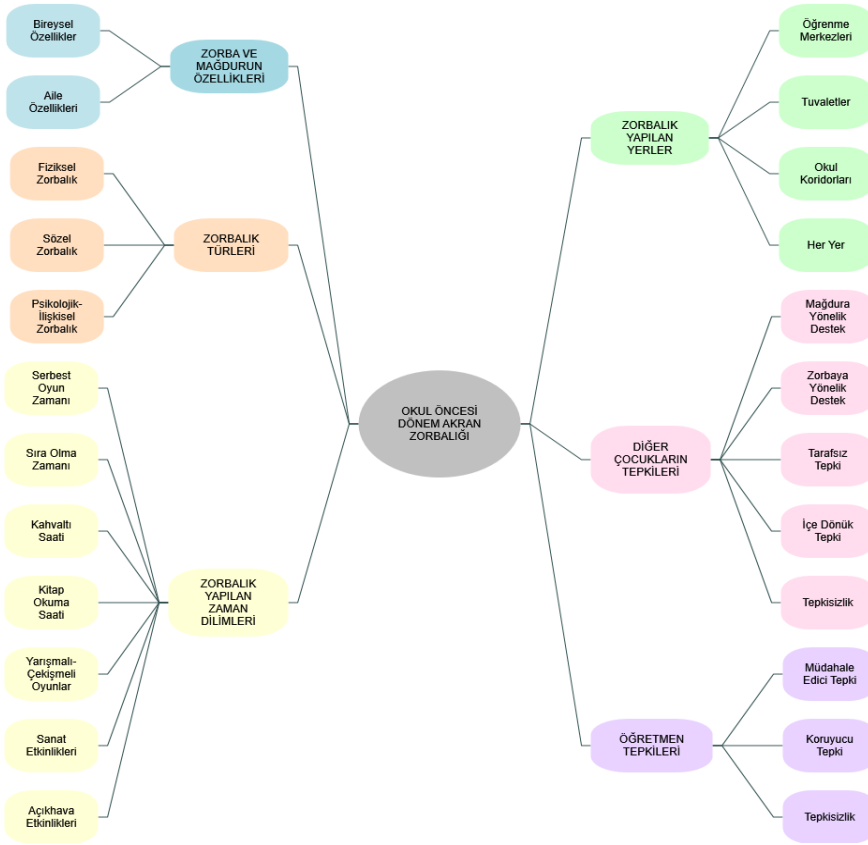 Bireysel
Özellikler
Aile
Özellikleri
ZORBA VE
MAĞDURUN
ÖZELLİKLERİ
Fiziksel
Zorbalık
Sözel
Zorbalık
Psikolojik-
İlişkisel
Zorbalık
ZORBALIK
TÜRLERİ
Serbest
Oyun
Zamanı
Sıra Olma
Zamanı
Kahvaltı
Saati
Kitap
Okuma
Saati
Yarışmalı-
Çekişmeli
Oyunlar
Sanat
Etkinlikleri
Açıkhava
Etkinlikleri
ZORBALIK
YAPILAN
ZAMAN
DİLİMLERİ
OKUL ÖNCESİ
DÖNEM AKRAN
ZORBALIĞI
ZORBALIK
YAPILAN
YERLER
Öğrenme
Merkezleri
Tuvaletler
Okul
Koridorları
Her Yer
DİĞER
ÇOCUKLARIN
TEPKİLERİ
Mağdura
Yönelik
Destek
Zorbaya
Yönelik
Destek
Tarafsız
Tepki
İçe Dönük
Tepki
Tepkisizlik
ÖĞRETMEN
TEPKİLERİ
Müdahale
Edici Tepki
Koruyucu
Tepki
Tepkisizlik